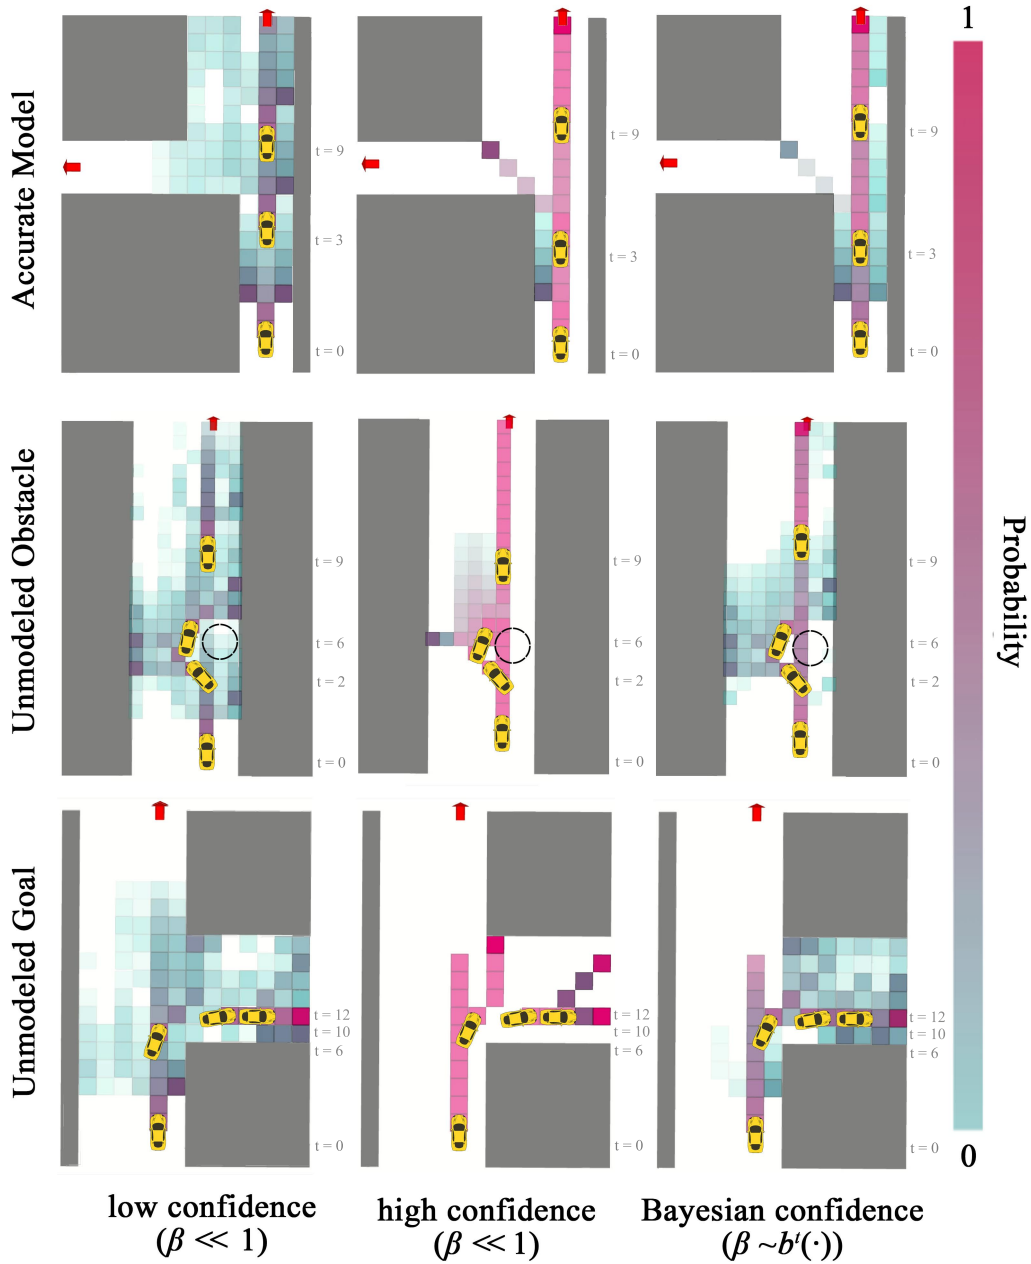 1
Accurate Model
t = 9
t = 3
t = 0
t = 9
t = 3
t = 0
t = 9
t = 3
t = 0
Unmodeled Obstacle
t = 9
t = 6
t = 2
t = 0
t = 9
t = 6
t = 2
t = 0
t = 9
t = 6
t = 2
t = 0
Probability
Unmodeled Goal
t = 12
t = 10
t = 6
t = 0
t = 12
t = 10
t = 6
t = 0
t = 12
t = 10
t = 6
t = 0
0
low confidence
(β ≪ 1)
high confidence
(β ≪ 1)
Bayesian confidence
(β ~bᵗ(·))